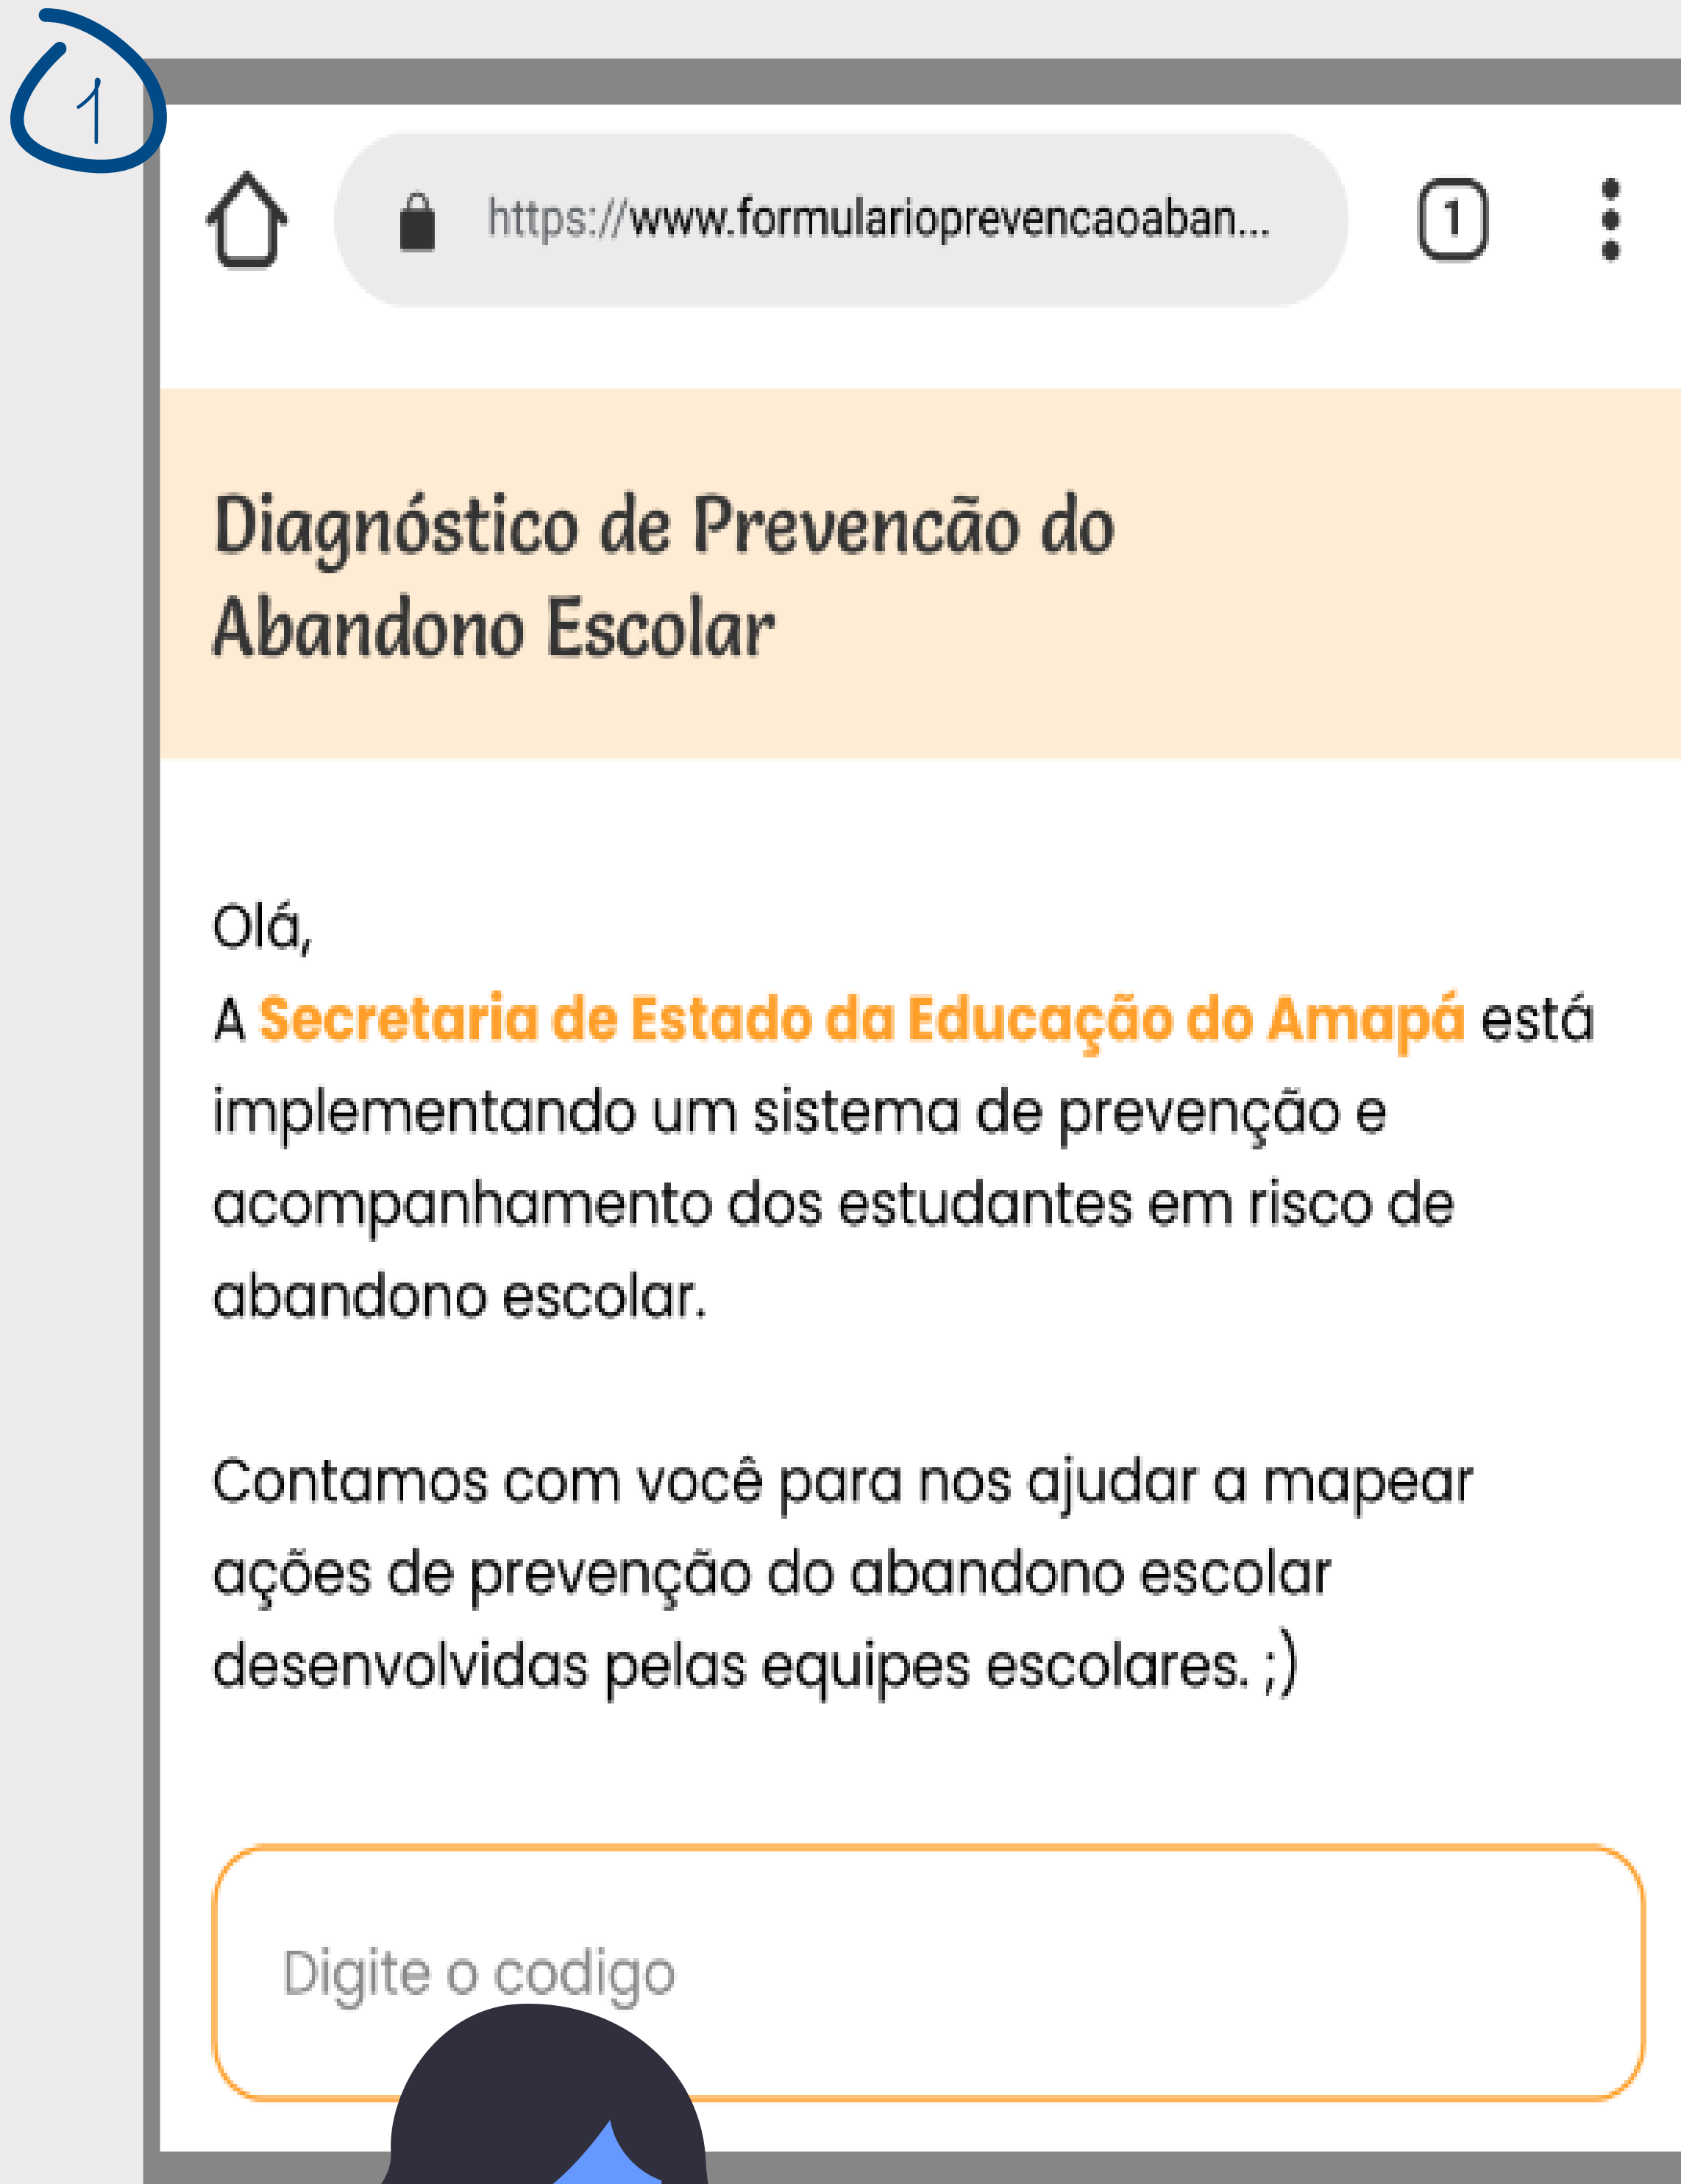 1
https://www.formularioprevencaoaban...
1
Diagnóstico de Prevencão do
Abandono Escolar
Olá,
A Secretaria de Estado da Educação do Amapá está
implementando um sistema de prevenção e
acompanhamento dos estudantes em risco de
abandono escolar.
Contamos com você para nos ajudar a mapear
ações de prevenção do abandono escolar
desenvolvidas pelas equipes escolares. ;)
Digite o codigo